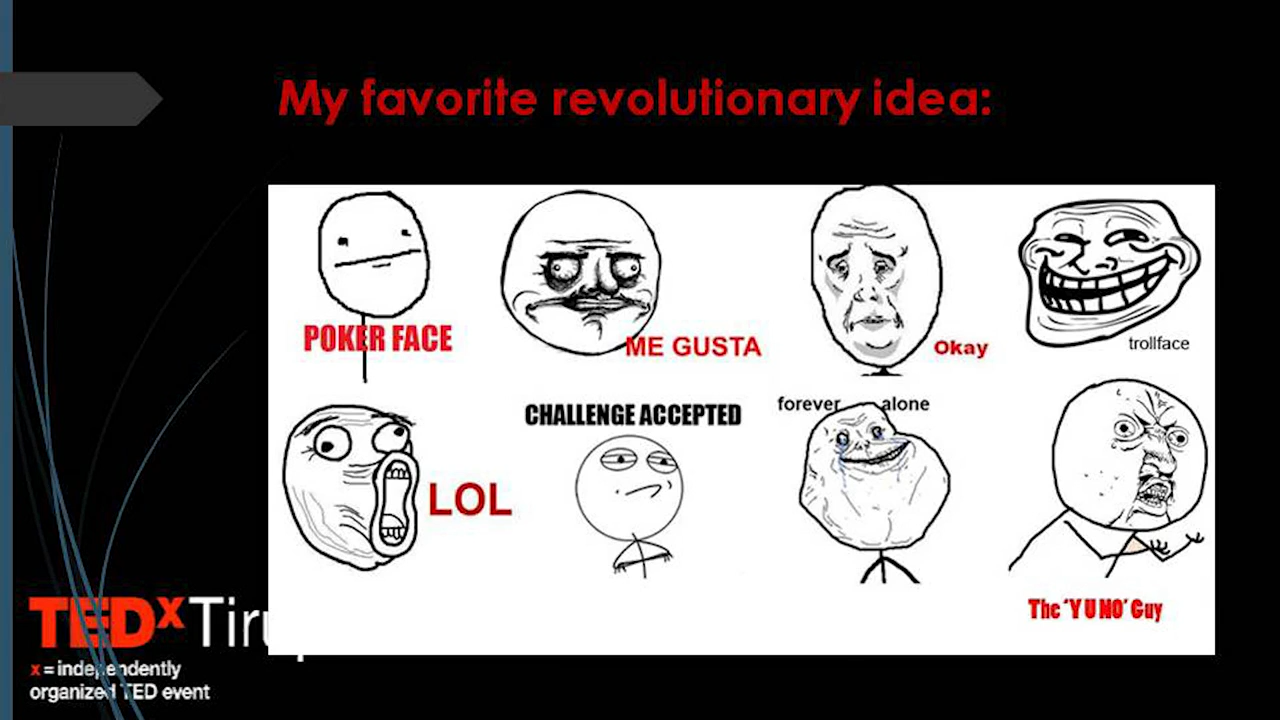 My favorite revolutionary idea:
POKER FACE
ME GUSTA
Okay
trollface
LOL
CHALLENGE ACCEPTED
forever alone
The 'Y U NO' Guy
TEDx
x = independently
organized TED event